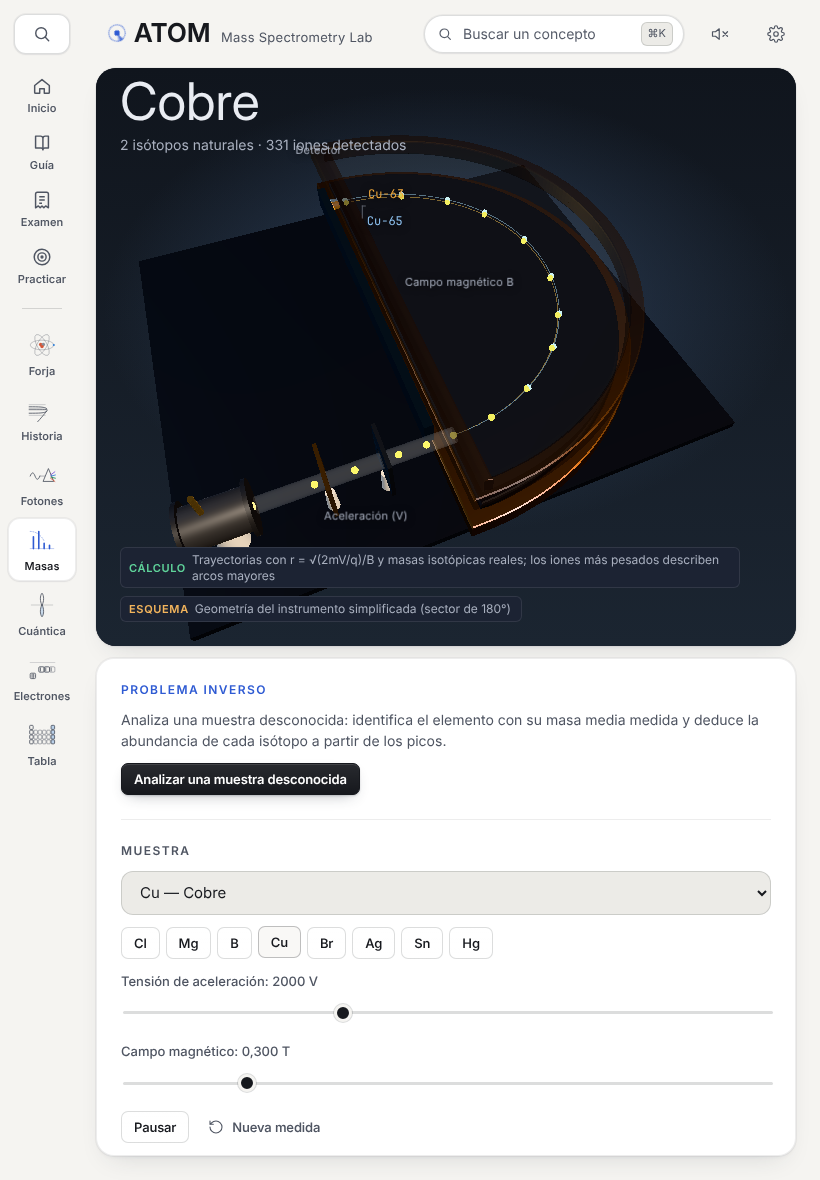 ATOM Mass Spectrometry Lab
Buscar un concepto ⌘K
Inicio
Guía
Examen
Practicar
Forja
Historia
Fotones
Masas
Cuántica
Electrones
Tabla
Cobre
2 isótopos naturales · 331 iones detectados
Detector
Cu-63
Cu-65
Campo magnético B
Aceleración (V)
CÁLCULO Trayectorias con r = √(2mV/q)/B y masas isotópicas reales; los iones más pesados describen
arcos mayores
ESQUEMA Geometría del instrumento simplificada (sector de 180°)
PROBLEMA INVERSO
Analiza una muestra desconocida: identifica el elemento con su masa media medida y deduce la
abundancia de cada isótopo a partir de los picos.
Analizar una muestra desconocida
MUESTRA
Cu — Cobre
Cl Mg B Cu Br Ag Sn Hg
Tensión de aceleración: 2000 V
Campo magnético: 0,300 T
Pausar Nueva medida